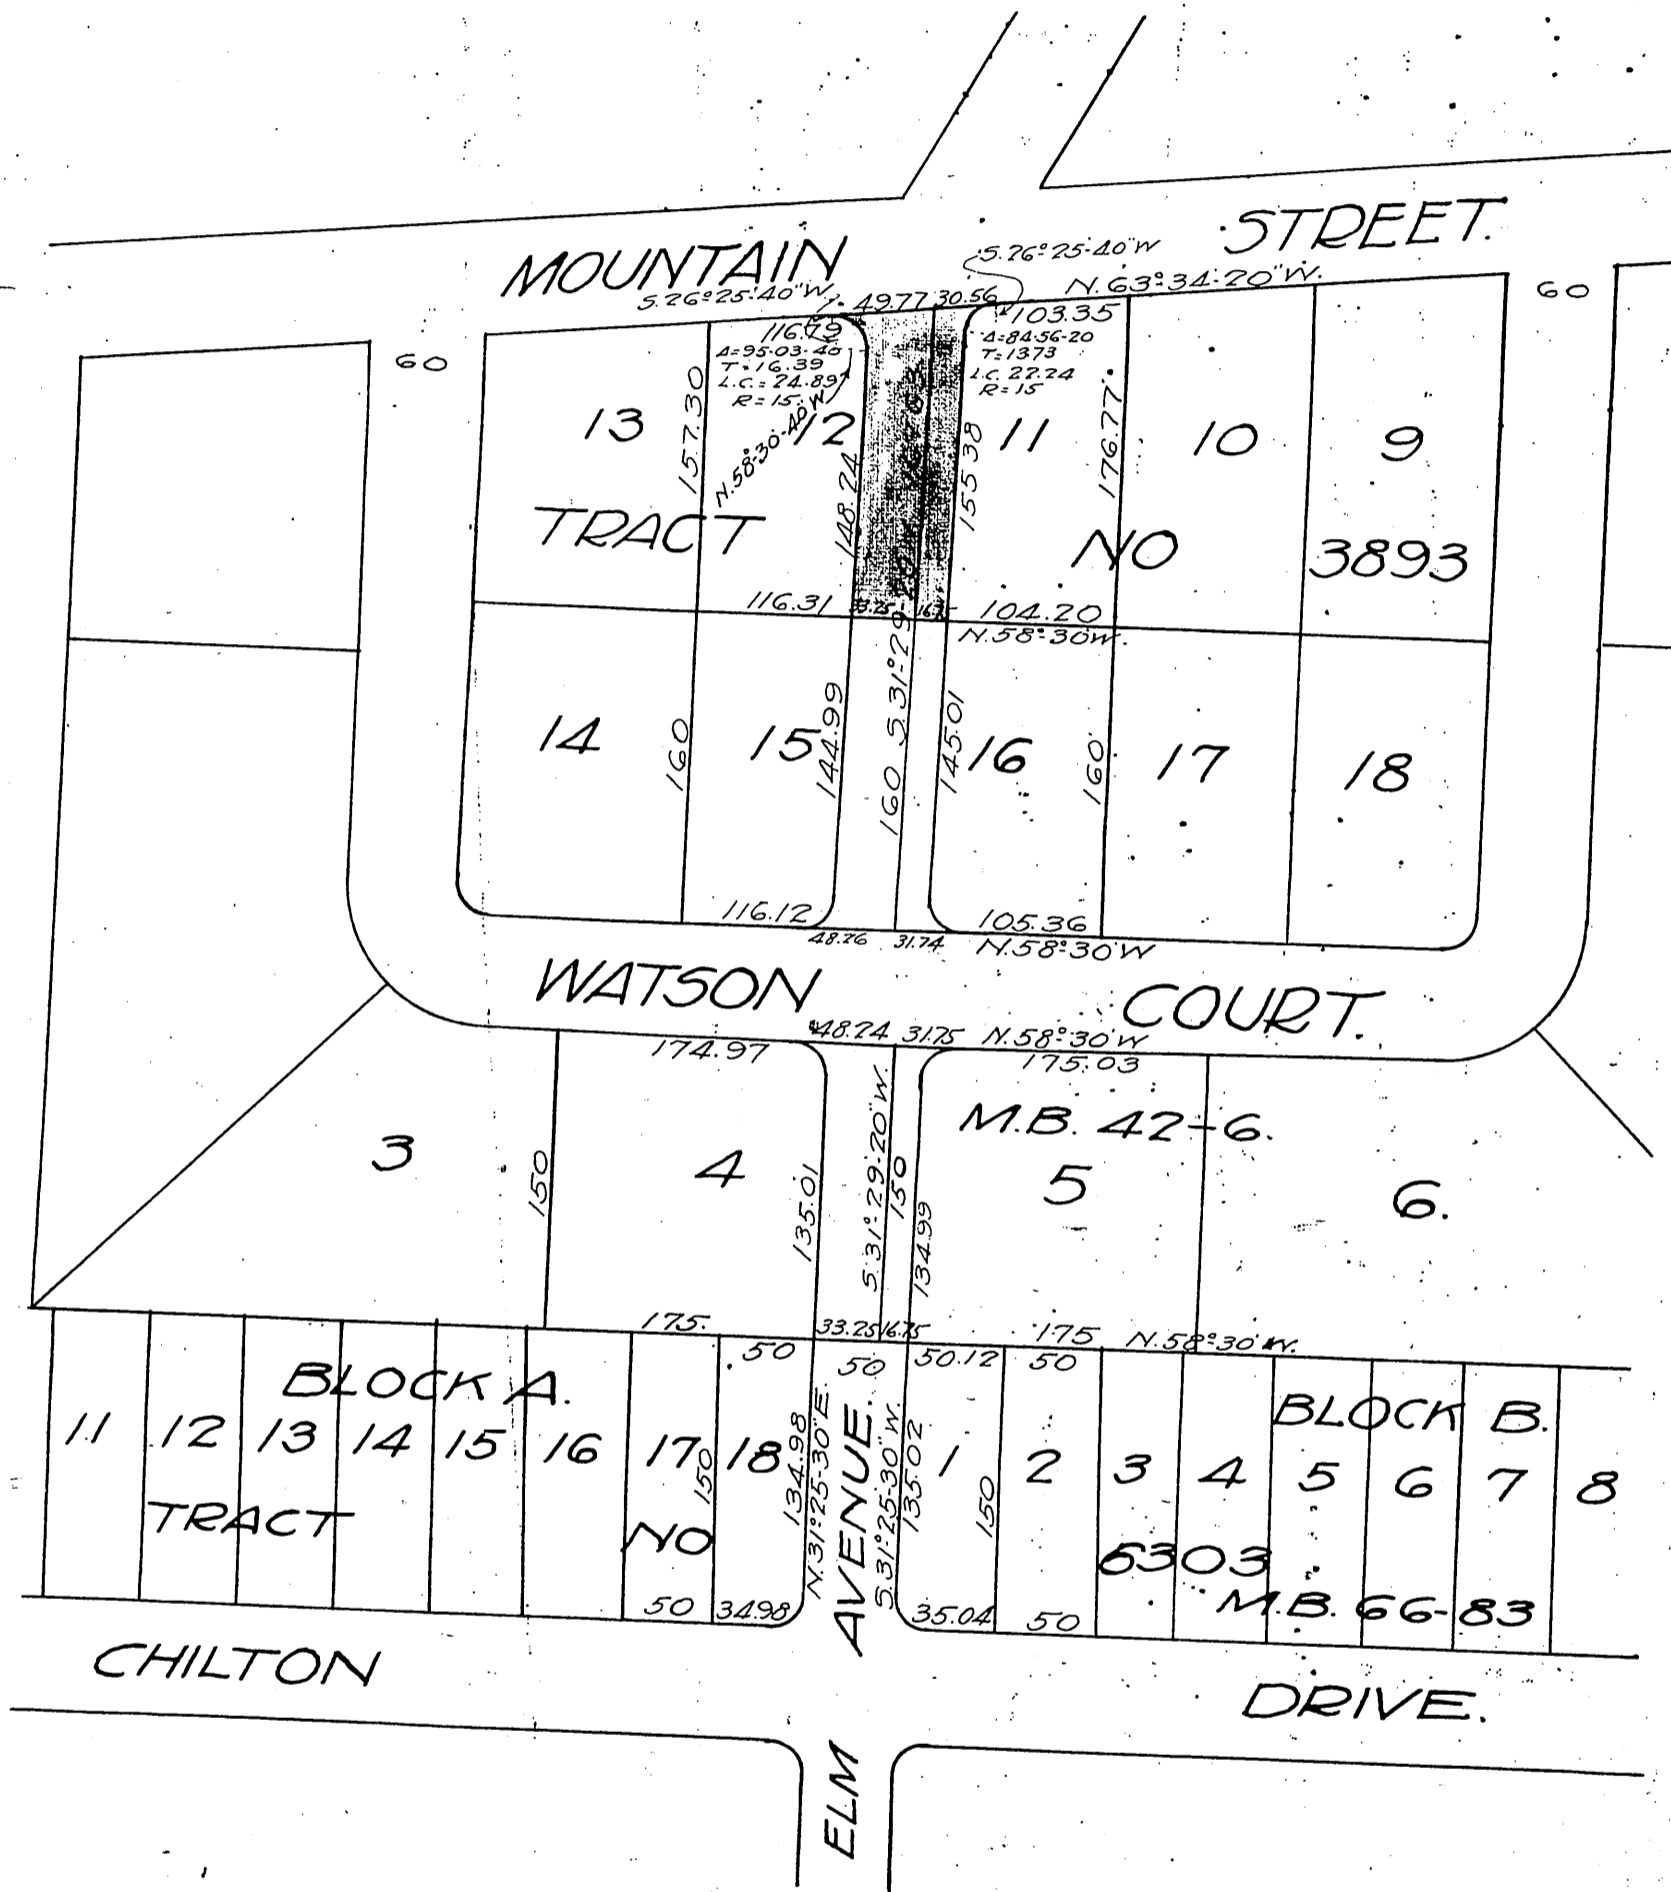 MOUNTAIN STREET.
S.26°25'40"W.
49.77 30.56
S.26°25'40"W
N.63°34'20"W.
60
60
116.79
Δ=95-03-40
T=16.39
L.C.=24.89
R=15
N.58°30'40"W
103.35
Δ=84-56-20
T=1373
L.C. 22.24
R=15
13
157.30
12
148.24
155.38
11
176.77
10
9
TRACT NO 3893
116.31
33.25
16.75
104.20
N.58°30'W.
14
160
15
144.99
160 S.31°29
145.01
16
160
17
18
116.12
105.36
48.26 31.74 N.58°30'W
WATSON COURT.
48.24 31.75 N.58°30'W
174.97
175.03
M.B. 42-6.
3
150
4
135.01
S.31°29-20"W.
150
134.99
5
6.
175.
33.25 16.75
175 N.58°30'W.
50
50
50.12
50
BLOCK A.
BLOCK B.
11 12 13 14 15 16 17 18
150
134.98
N.31°25-30"E.
S.31°25-30"W.
135.02
1 2 3 4 5 6 7 8
150
TRACT NO 6303
M.B. 66-83
50 34.98
35.04 50
CHILTON DRIVE.
ELM AVENUE.